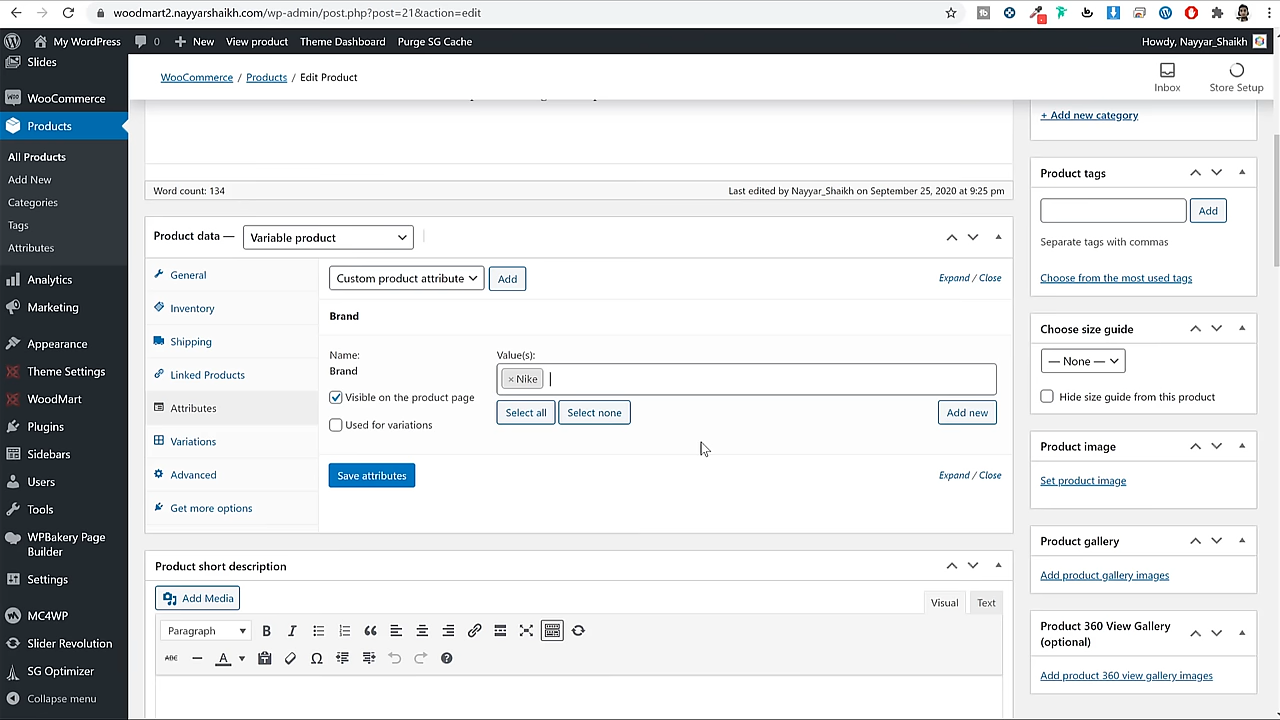 woodmart2.nayyarshaikh.com/wp-admin/post.php?post=21&action=edit
My WordPress
0
New
View product
Theme Dashboard
Purge SG Cache
Howdy, Nayyar_Shaikh
Slides
WooCommerce
Products
All Products
Add New
Categories
Tags
Attributes
Analytics
Marketing
Appearance
Theme Settings
WoodMart
Plugins
Sidebars
Users
Tools
WPBakery Page
Builder
Settings
MC4WP
Slider Revolution
SG Optimizer
Collapse menu
WooCommerce / Products / Edit Product
Inbox
Store Setup
Word count: 134
Last edited by Nayyar_Shaikh on September 25, 2020 at 9:25 pm
Product data — Variable product
General
Inventory
Shipping
Linked Products
Attributes
Variations
Advanced
Get more options
Custom product attribute
Add
Expand / Close
Brand
Name:
Brand
Visible on the product page
Used for variations
Value(s):
× Nike
Select all
Select none
Add new
Save attributes
Expand / Close
Product short description
Add Media
Visual
Text
Paragraph
B I
ABC
A
+ Add new category
Product tags
Add
Separate tags with commas
Choose from the most used tags
Choose size guide
— None —
Hide size guide from this product
Product image
Set product image
Product gallery
Add product gallery images
Product 360 View Gallery
(optional)
Add product 360 view gallery images